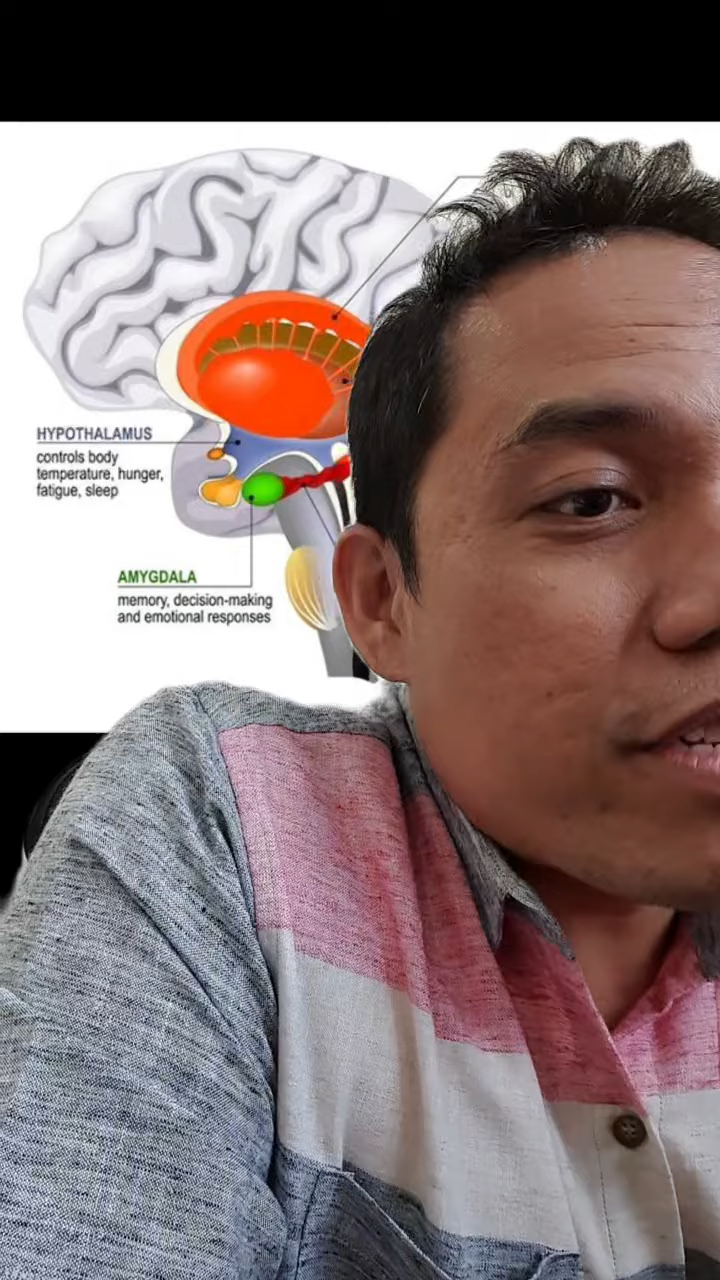 HYPOTHALAMUS
controls body
temperature, hunger,
fatigue, sleep
AMYGDALA
memory, decision-making
and emotional responses